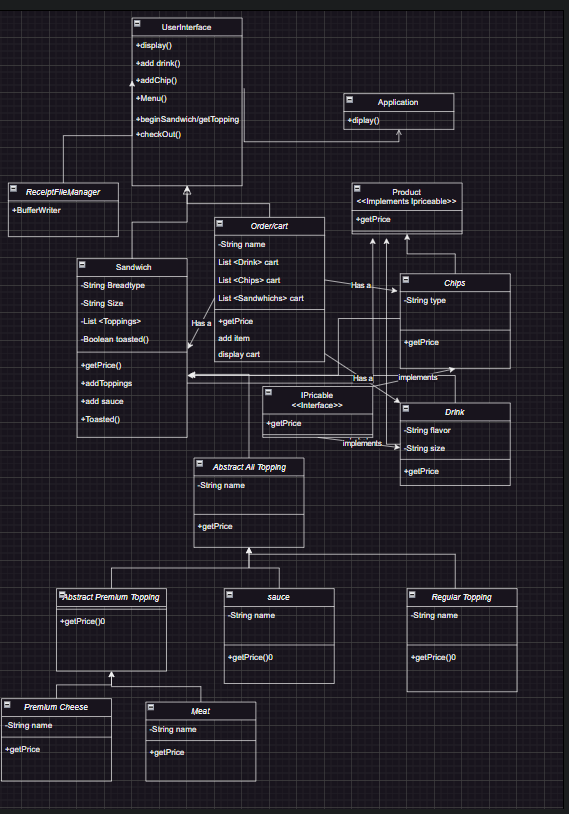 UserInterface
+display()
+add drink()
+addChip()
+Menu()
+beginSandwich/getTopping
+checkOut()
Application
+diplay()
ReceiptFileManager
+BufferWriter
Product
<<Implements Ipriceable>>
+getPrice
Order/cart
-String name
List <Drink> cart
List <Chips> cart
List <Sandwhichs> cart
+getPrice
add item
display cart
Sandwich
-String Breadtype
-String Size
-List <Toppings>
-Boolean toasted()
+getPrice()
+addToppings
+add sauce
+Toasted()
Has a
Has a
Chips
-String type
+getPrice
Has a
implements
IPricable
<<Interface>>
+getPrice
implements
Drink
-String flavor
-String size
+getPrice
Abstract All Topping
-String name
+getPrice
Abstract Premium Topping
+getPrice()0
sauce
-String name
+getPrice()0
Regular Topping
-String name
+getPrice()0
Premium Cheese
-String name
+getPrice
Meat
-String name
+getPrice